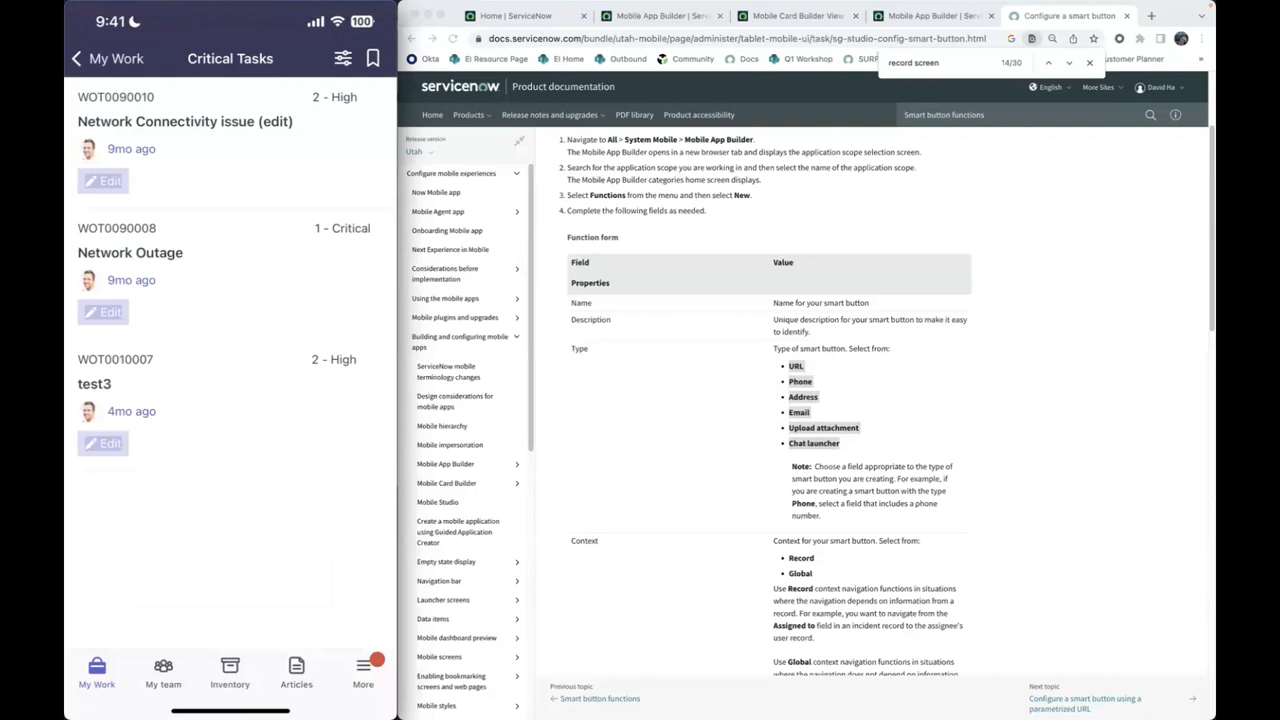 9:41
100
My Work
Critical Tasks
WOT0090010
2 - High
Network Connectivity issue (edit)
9mo ago
Edit
WOT0090008
1 - Critical
Network Outage
9mo ago
Edit
WOT0010007
2 - High
test3
4mo ago
Edit
My Work
My team
Inventory
Articles
More
Home | ServiceNow
Mobile App Builder | Servic
Mobile Card Builder View
Mobile App Builder | Servic
Configure a smart button
docs.servicenow.com/bundle/utah-mobile/page/administer/tablet-mobile-ui/task/sg-studio-config-smart-button.html
Okta
EI Resource Page
EI Home
Outbound
Community
Docs
Q1 Workshop
record screen
14/30
ustomer Planner
servicenow
Product documentation
English
More Sites
David Ha
Home
Products
Release notes and upgrades
PDF library
Product accessibility
Smart button functions
Release version
Utah
Configure mobile experiences
Now Mobile app
Mobile Agent app
Onboarding Mobile app
Next Experience in Mobile
Considerations before
implementation
Using the mobile apps
Mobile plugins and upgrades
Building and configuring mobile
apps
ServiceNow mobile
terminology changes
Design considerations for
mobile apps
Mobile hierarchy
Mobile impersonation
Mobile App Builder
Mobile Card Builder
Mobile Studio
Create a mobile application
using Guided Application
Creator
Empty state display
Navigation bar
Launcher screens
Data items
Mobile dashboard preview
Mobile screens
Enabling bookmarking
screens and web pages
Mobile styles
1. Navigate to All > System Mobile > Mobile App Builder.
The Mobile App Builder opens in a new browser tab and displays the application scope selection screen.
2. Search for the application scope you are working in and then select the name of the application scope.
The Mobile App Builder categories home screen displays.
3. Select Functions from the menu and then select New.
4. Complete the following fields as needed.
Function form
Field
Value
Properties
Name
Name for your smart button
Description
Unique description for your smart button to make it easy
to identify.
Type
Type of smart button. Select from:
• URL
• Phone
• Address
• Email
• Upload attachment
• Chat launcher
Note: Choose a field appropriate to the type of
smart button you are creating. For example, if
you are creating a smart button with the type
Phone, select a field that includes a phone
number.
Context
Context for your smart button. Select from:
• Record
• Global
Use Record context navigation functions in situations
where the navigation depends on information from a
record. For example, you want to navigate from the
Assigned to field in an incident record to the assignee's
user record.
Use Global context navigation functions in situations
where the navigation does not depend on information
Previous topic
← Smart button functions
Next topic
Configure a smart button using a
parametrized URL
→